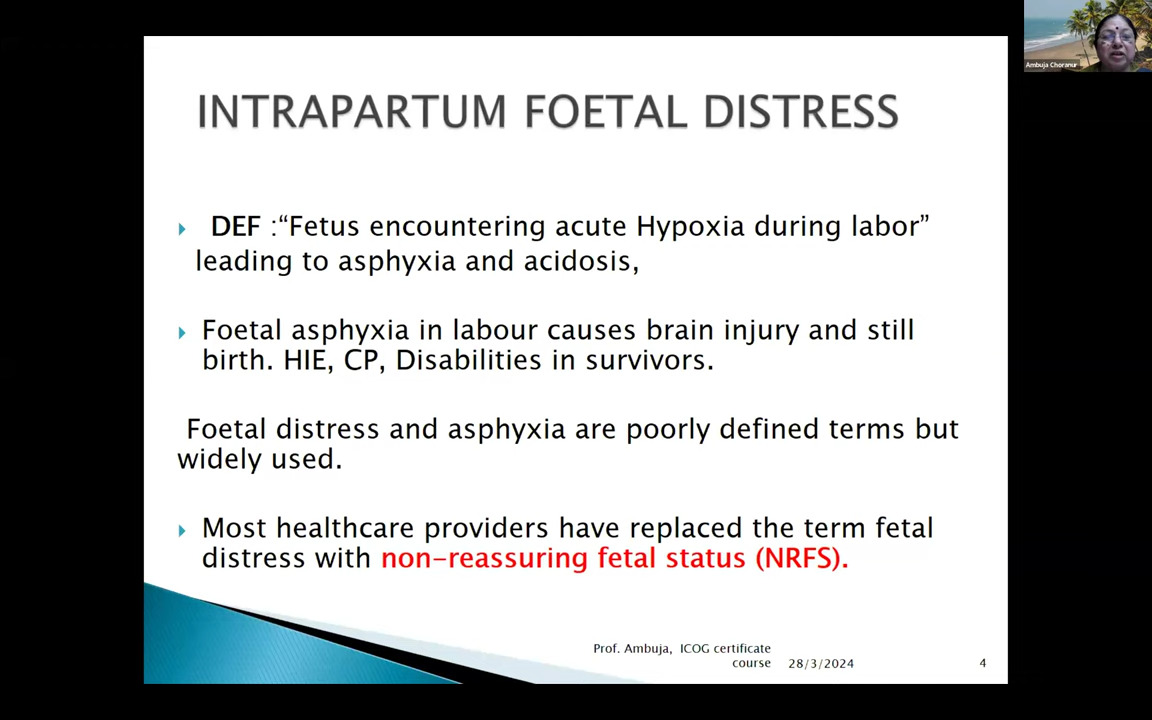 Ambuja Choranur
INTRAPARTUM FOETAL DISTRESS
DEF :“Fetus encountering acute Hypoxia during labor”
leading to asphyxia and acidosis,
Foetal asphyxia in labour causes brain injury and still
birth. HIE, CP, Disabilities in survivors.
Foetal distress and asphyxia are poorly defined terms but
widely used.
Most healthcare providers have replaced the term fetal
distress with non-reassuring fetal status (NRFS).
Prof. Ambuja, ICOG certificate
course
28/3/2024
4